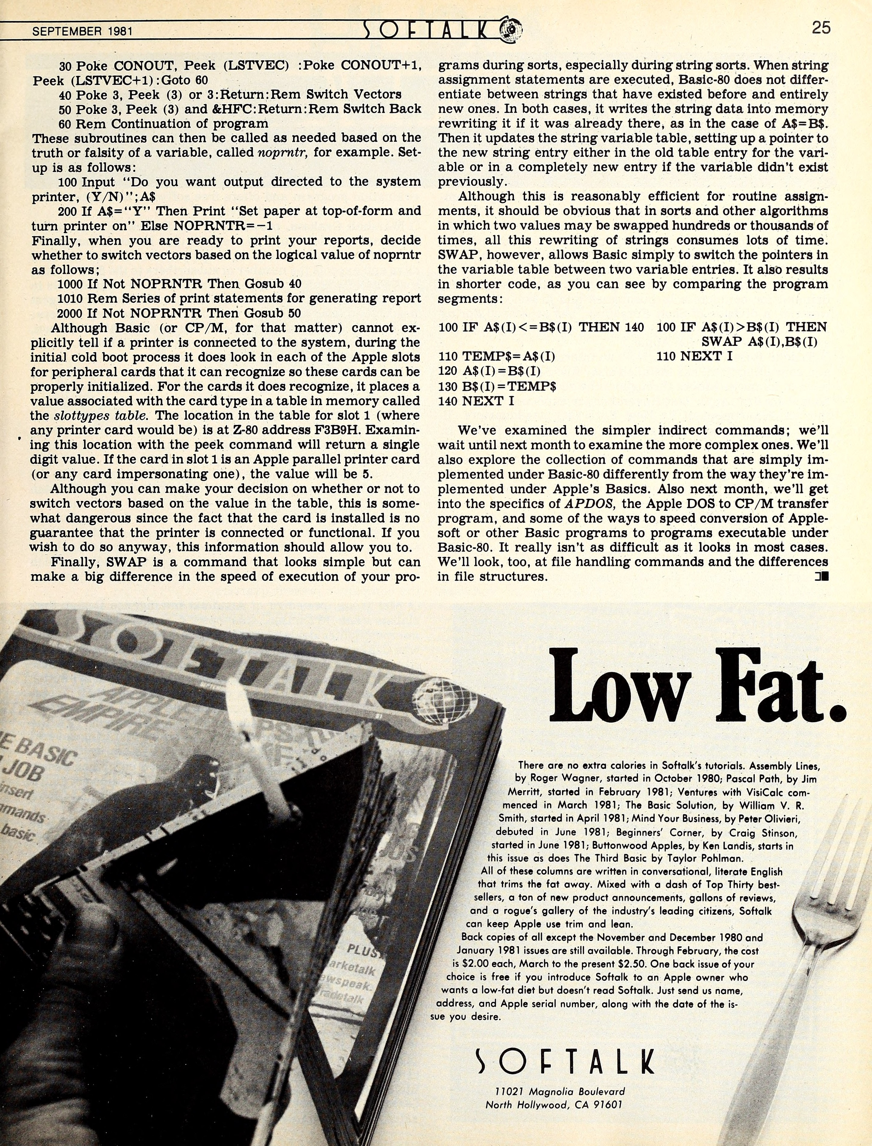 SEPTEMBER 1981
SOFTALK
25
30 Poke CONOUT, Peek (LSTVEC) :Poke CONOUT+1,
Peek (LSTVEC+1):Goto 60
40 Poke 3, Peek (3) or 3:Return:Rem Switch Vectors
50 Poke 3, Peek (3) and &HFC:Return:Rem Switch Back
60 Rem Continuation of program
These subroutines can then be called as needed based on the
truth or falsity of a variable, called noprntr, for example. Set-
up is as follows:
100 Input "Do you want output directed to the system
printer, (Y/N)";A$
200 If A$="Y" Then Print "Set paper at top-of-form and
turn printer on" Else NOPRNTR=-1
Finally, when you are ready to print your reports, decide
whether to switch vectors based on the logical value of noprntr
as follows;
1000 If Not NOPRNTR Then Gosub 40
1010 Rem Series of print statements for generating report
2000 If Not NOPRNTR Then Gosub 50
Although Basic (or CP/M, for that matter) cannot ex-
plicitly tell if a printer is connected to the system, during the
initial cold boot process it does look in each of the Apple slots
for peripheral cards that it can recognize so these cards can be
properly initialized. For the cards it does recognize, it places a
value associated with the card type in a table in memory called
the slottypes table. The location in the table for slot 1 (where
any printer card would be) is at Z-80 address F3B9H. Examin-
ing this location with the peek command will return a single
digit value. If the card in slot 1 is an Apple parallel printer card
(or any card impersonating one), the value will be 5.
Although you can make your decision on whether or not to
switch vectors based on the value in the table, this is some-
what dangerous since the fact that the card is installed is no
guarantee that the printer is connected or functional. If you
wish to do so anyway, this information should allow you to.
Finally, SWAP is a command that looks simple but can
make a big difference in the speed of execution of your pro-
grams during sorts, especially during string sorts. When string
assignment statements are executed, Basic-80 does not differ-
entiate between strings that have existed before and entirely
new ones. In both cases, it writes the string data into memory
rewriting it if it was already there, as in the case of A$=B$.
Then it updates the string variable table, setting up a pointer to
the new string entry either in the old table entry for the vari-
able or in a completely new entry if the variable didn't exist
previously.
Although this is reasonably efficient for routine assign-
ments, it should be obvious that in sorts and other algorithms
in which two values may be swapped hundreds or thousands of
times, all this rewriting of strings consumes lots of time.
SWAP, however, allows Basic simply to switch the pointers in
the variable table between two variable entries. It also results
in shorter code, as you can see by comparing the program
segments:
100 IF A$(I)<=B$(I) THEN 140
110 TEMP$=A$(I)
120 A$(I)=B$(I)
130 B$(I)=TEMP$
140 NEXT I
100 IF A$(I)>B$(I) THEN
SWAP A$(I),B$(I)
110 NEXT I
We've examined the simpler indirect commands; we'll
wait until next month to examine the more complex ones. We'll
also explore the collection of commands that are simply im-
plemented under Basic-80 differently from the way they're im-
plemented under Apple's Basics. Also next month, we'll get
into the specifics of APDOS, the Apple DOS to CP/M transfer
program, and some of the ways to speed conversion of Apple-
soft or other Basic programs to programs executable under
Basic-80. It really isn't as difficult as it looks in most cases.
We'll look, too, at file handling commands and the differences
in file structures.
SOFTALK
EMPIRE
E BASIC
JOB
insert
mmands
basic
PLUS
arketalk
wspeak
radetalk
Low Fat.
There are no extra calories in Softalk's tutorials. Assembly Lines,
by Roger Wagner, started in October 1980; Pascal Path, by Jim
Merritt, started in February 1981; Ventures with VisiCalc com-
menced in March 1981; The Basic Solution, by William V. R.
Smith, started in April 1981; Mind Your Business, by Peter Olivieri,
debuted in June 1981; Beginners' Corner, by Craig Stinson,
started in June 1981; Buttonwood Apples, by Ken Landis, starts in
this issue as does The Third Basic by Taylor Pohlman.
All of these columns are written in conversational, literate English
that trims the fat away. Mixed with a dash of Top Thirty best-
sellers, a ton of new product announcements, gallons of reviews,
and a rogue's gallery of the industry's leading citizens, Softalk
can keep Apple use trim and lean.
Back copies of all except the November and December 1980 and
January 1981 issues are still available. Through February, the cost
is $2.00 each, March to the present $2.50. One back issue of your
choice is free if you introduce Softalk to an Apple owner who
wants a low-fat diet but doesn't read Softalk. Just send us name,
address, and Apple serial number, along with the date of the is-
sue you desire.
SOFTALK
11021 Magnolia Boulevard
North Hollywood, CA 91601